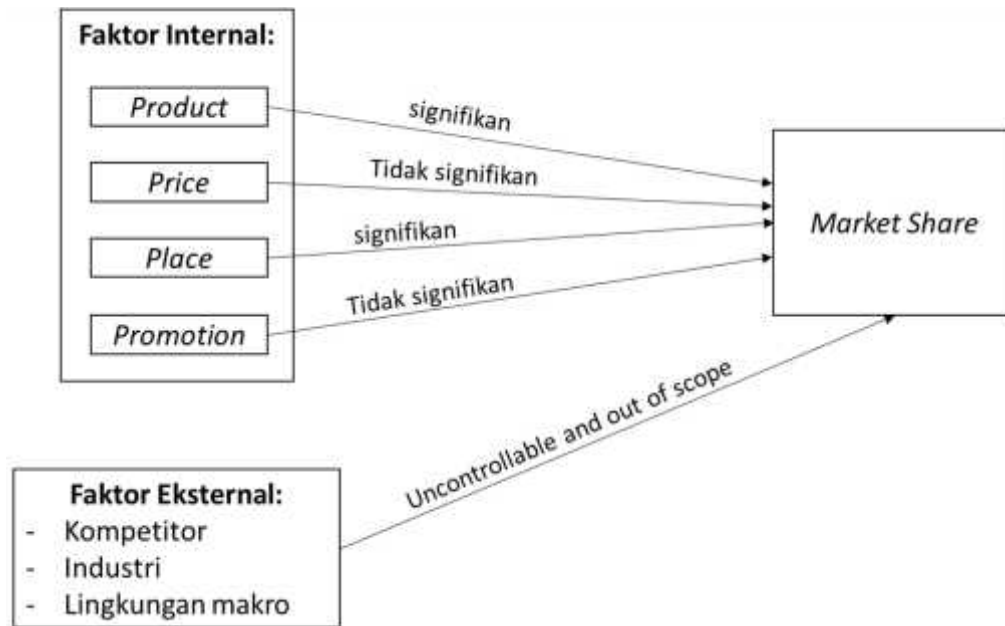 Faktor Internal:
Product
Price
Place
Promotion
signifikan
Tidak signifikan
signifikan
Tidak signifikan
Market Share
Uncontrollable and out of scope
Faktor Eksternal:
- Kompetitor
- Industri
- Lingkungan makro